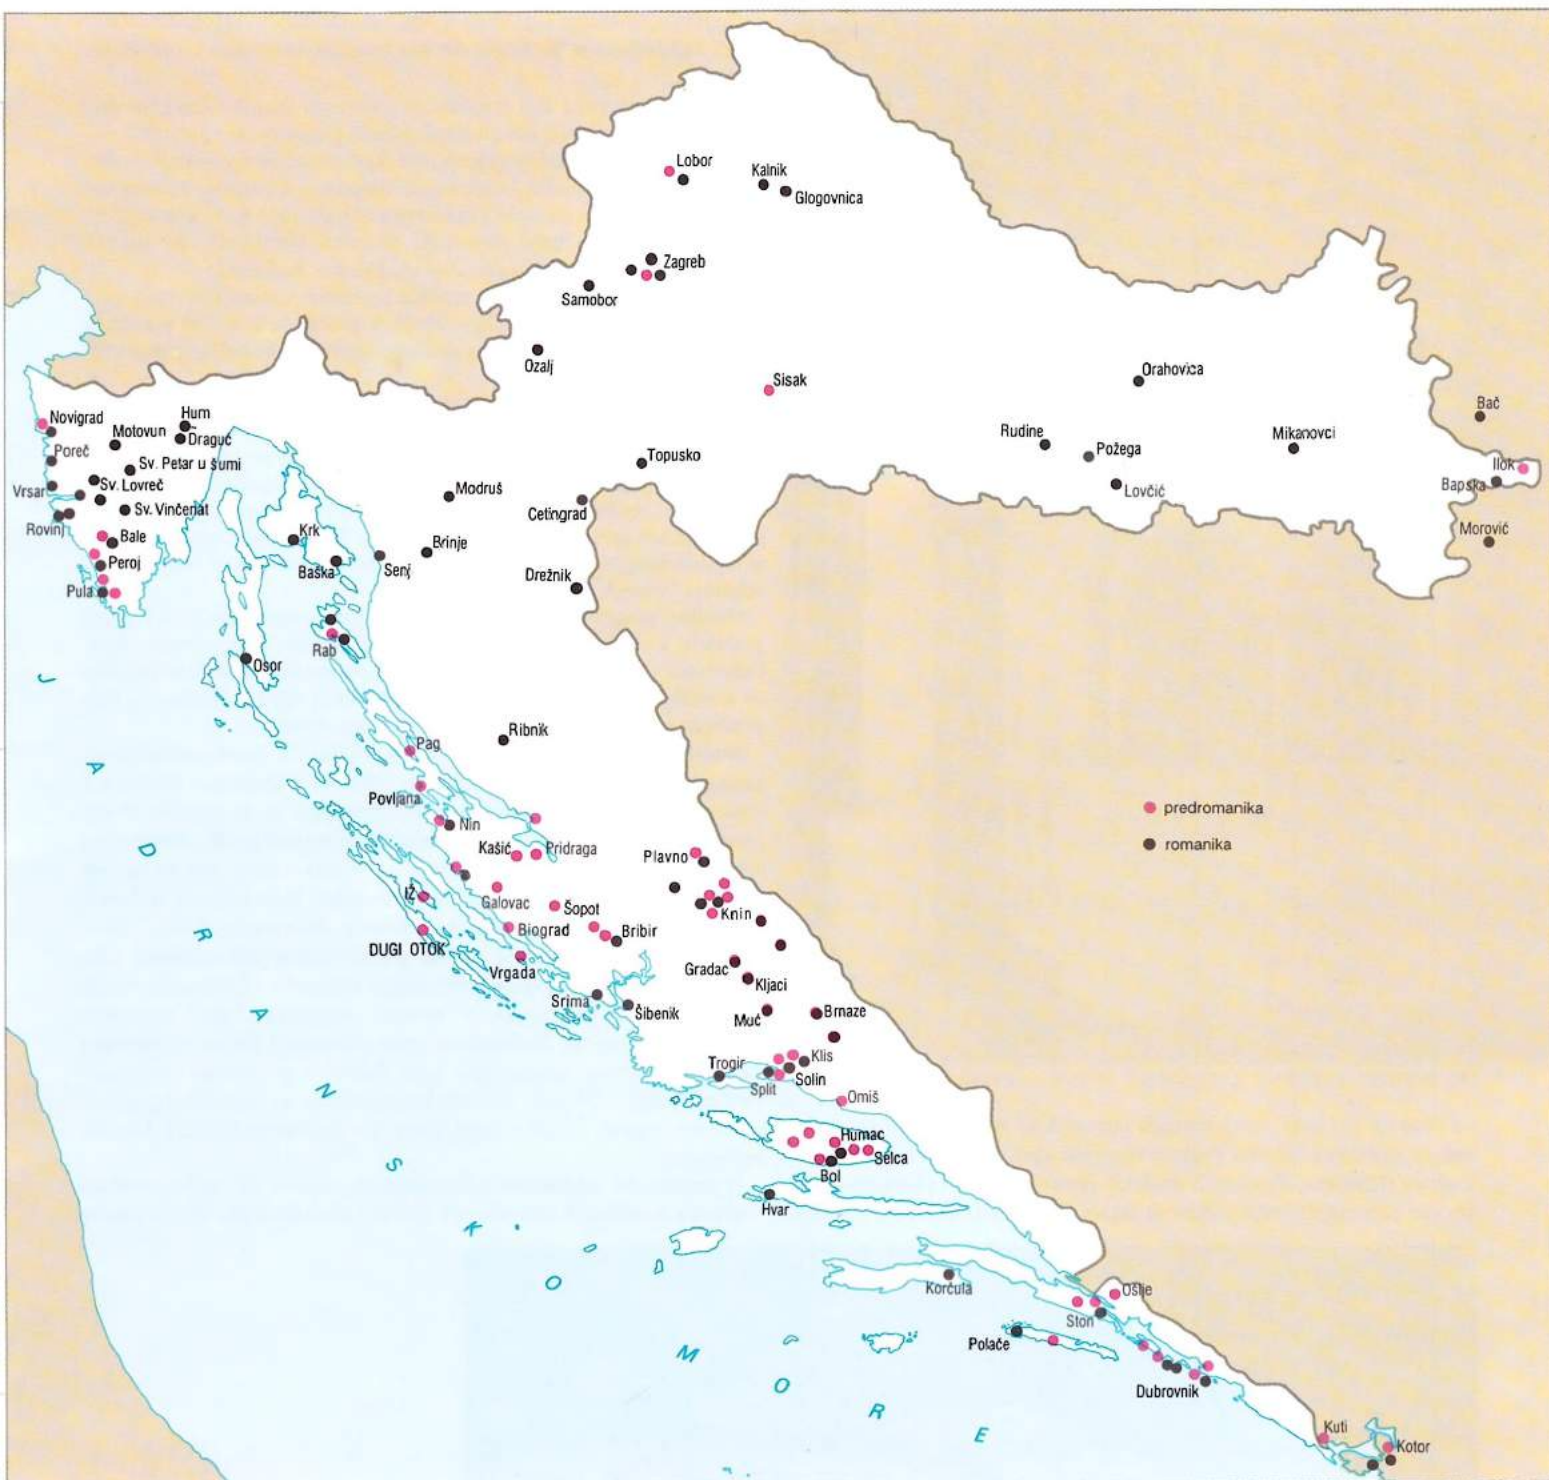 Lobor
Kalnik
Glogovnica
Zagreb
Samobor
Ozalj
Sisak
Orahovica
Bač
Novigrad
Hum
Motovun
Draguć
Rudine
Mikanovci
Poreč
Topusko
Požega
Sv. Petar u šumi
Ilok
Sv. Lovreč
Vrsar
Modruš
Lovčić
Bapska
Sv. Vinčenat
Cetingrad
Rovinj
Morović
Bale
Krk
Brinje
Peroj
Baška
Senj
Drežnik
Pula
Rab
Osor
Ribnik
Pag
Povljana
predromanika
Nin
romanika
Kašić
Pridraga
Plavno
IŽ
Galovac
Šopot
Knin
Biograd
Bribir
DUGI OTOK
Vrgada
Gradac
Kljaci
Srima
Šibenik
Muć
Brnaze
Klis
Trogir
Solin
Split
Omiš
Humac
Selca
Bol
Hvar
Korčula
Ošlje
Ston
Polače
Dubrovnik
Kuti
Kotor
JADRANSKO MORE